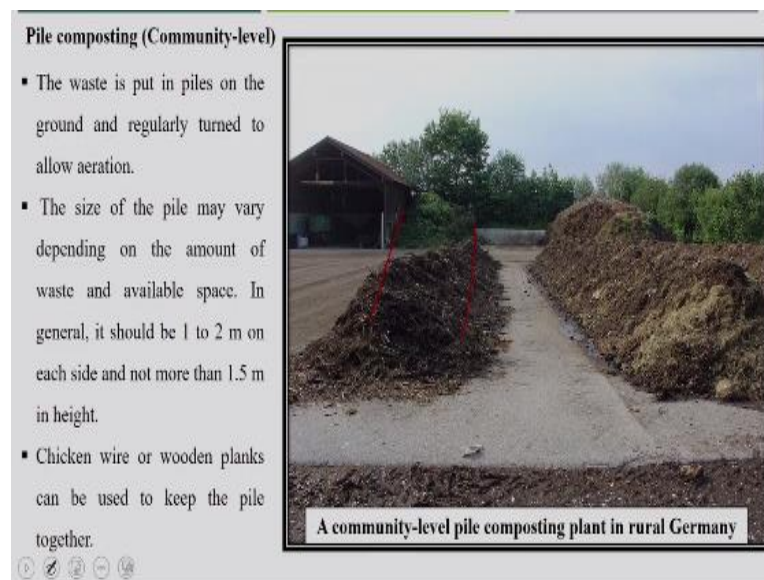 Pile composting (Community-level)
▪ The waste is put in piles on the
ground and regularly turned to
allow aeration.
▪ The size of the pile may vary
depending on the amount of
waste and available space. In
general, it should be 1 to 2 m on
each side and not more than 1.5 m
in height.
▪ Chicken wire or wooden planks
can be used to keep the pile
together.
A community-level pile composting plant in rural Germany